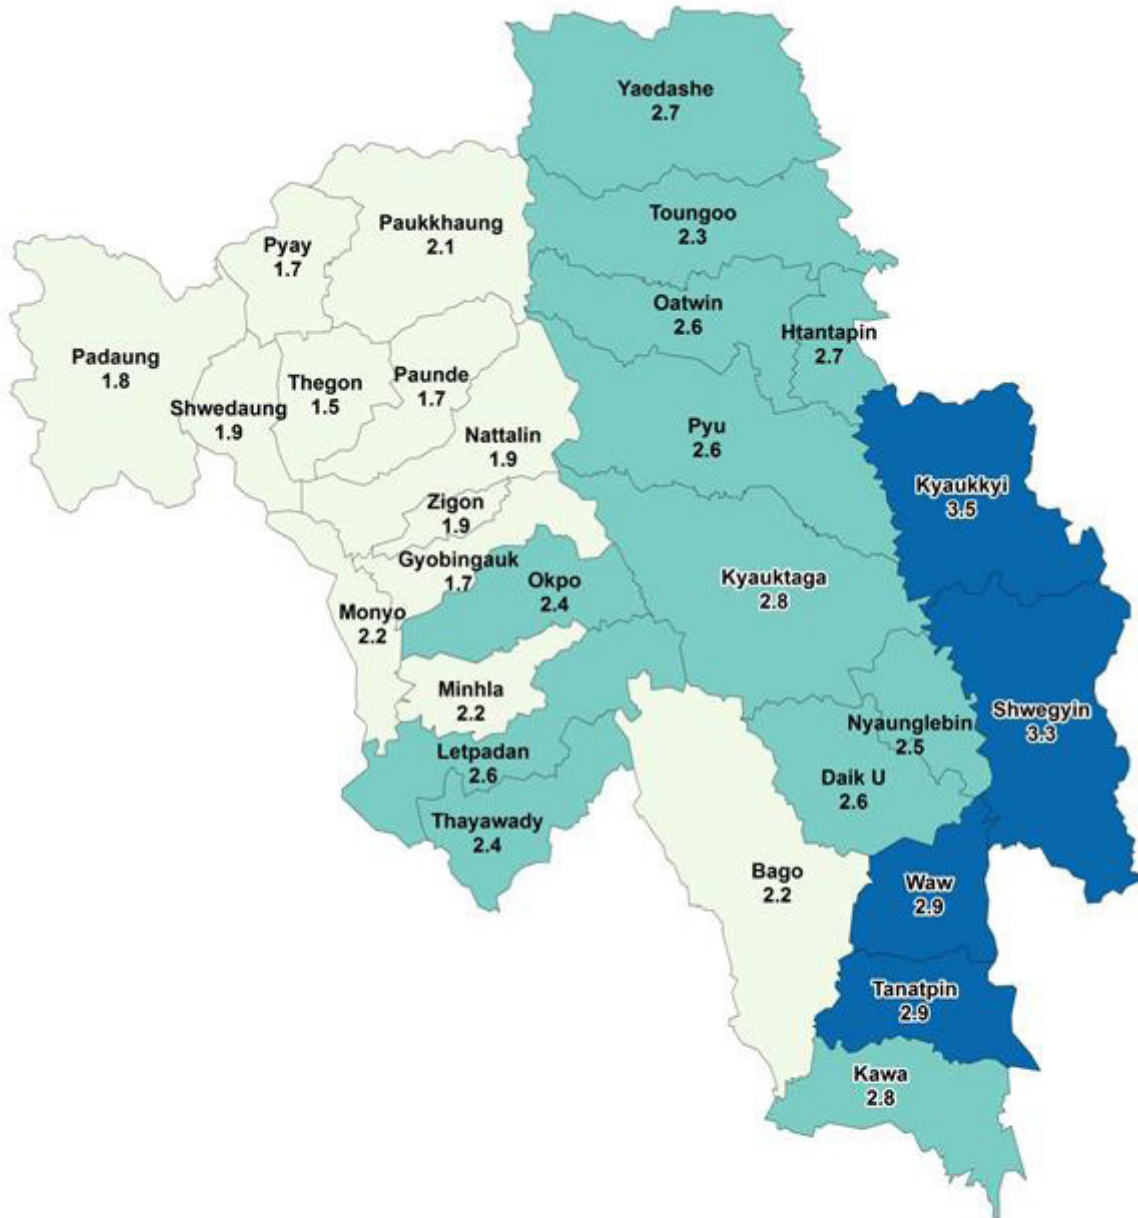 Yaedashe
2.7
Toungoo
2.3
Paukkhaung
2.1
Pyay
1.7
Oatwin
2.6
Htantapin
2.7
Padaung
1.8
Thegon
1.5
Paunde
1.7
Shwedaung
1.9
Pyu
2.6
Nattalin
1.9
Kyaukkyi
3.5
Zigon
1.9
Gyobingauk
1.7
Okpo
2.4
Kyauktaga
2.8
Monyo
2.2
Minhla
2.2
Shwegyin
3.3
Nyaunglebin
2.5
Letpadan
2.6
Daik U
2.6
Thayawady
2.4
Bago
2.2
Waw
2.9
Tanatpin
2.9
Kawa
2.8